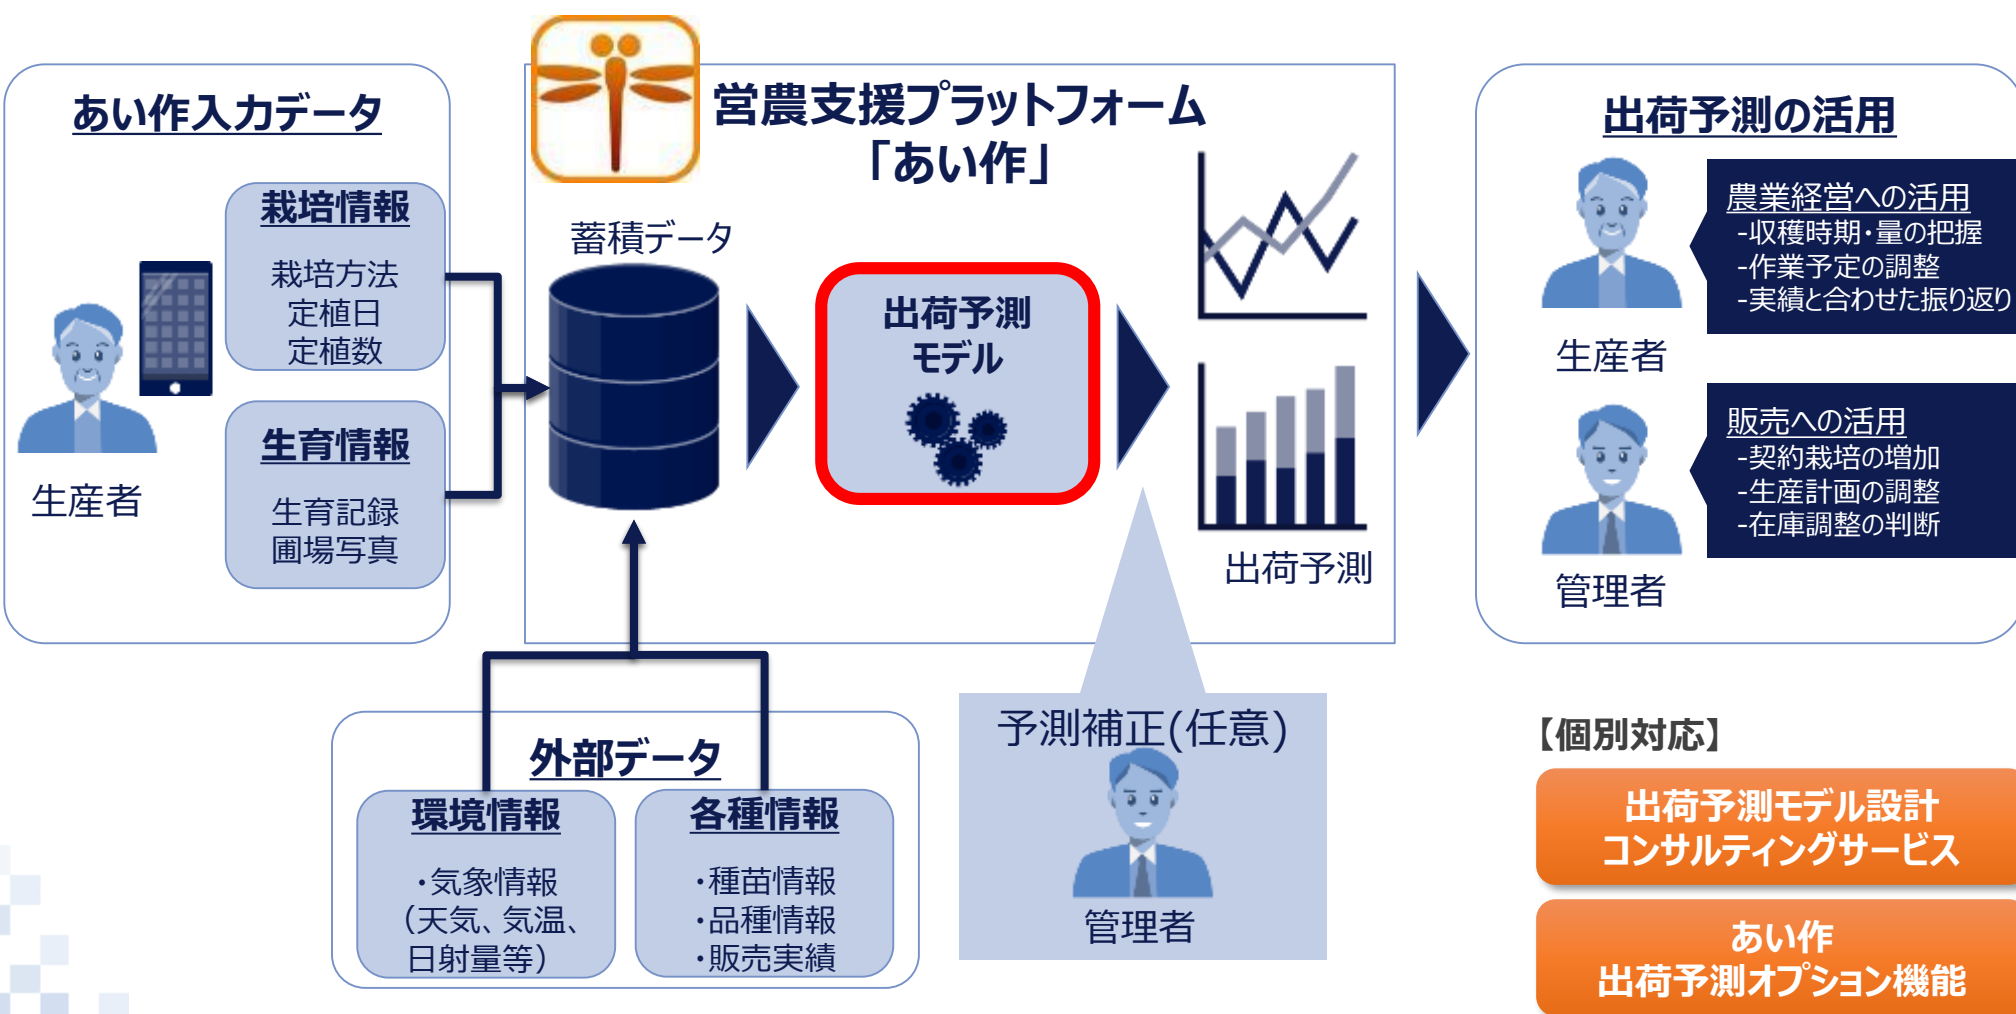 あい作入力データ
栽培情報
栽培方法
定植日
定植数
生育情報
生育記録
圃場写真
生産者
営農支援プラットフォーム
「あい作」
蓄積データ
出荷予測
モデル
出荷予測
予測補正(任意)
管理者
外部データ
環境情報
・気象情報
（天気、気温、
日射量等）
各種情報
・種苗情報
・品種情報
・販売実績
出荷予測の活用
生産者
農業経営への活用
-収穫時期・量の把握
-作業予定の調整
-実績と合わせた振り返り
管理者
販売への活用
-契約栽培の増加
-生産計画の調整
-在庫調整の判断
【個別対応】
出荷予測モデル設計
コンサルティングサービス
あい作
出荷予測オプション機能